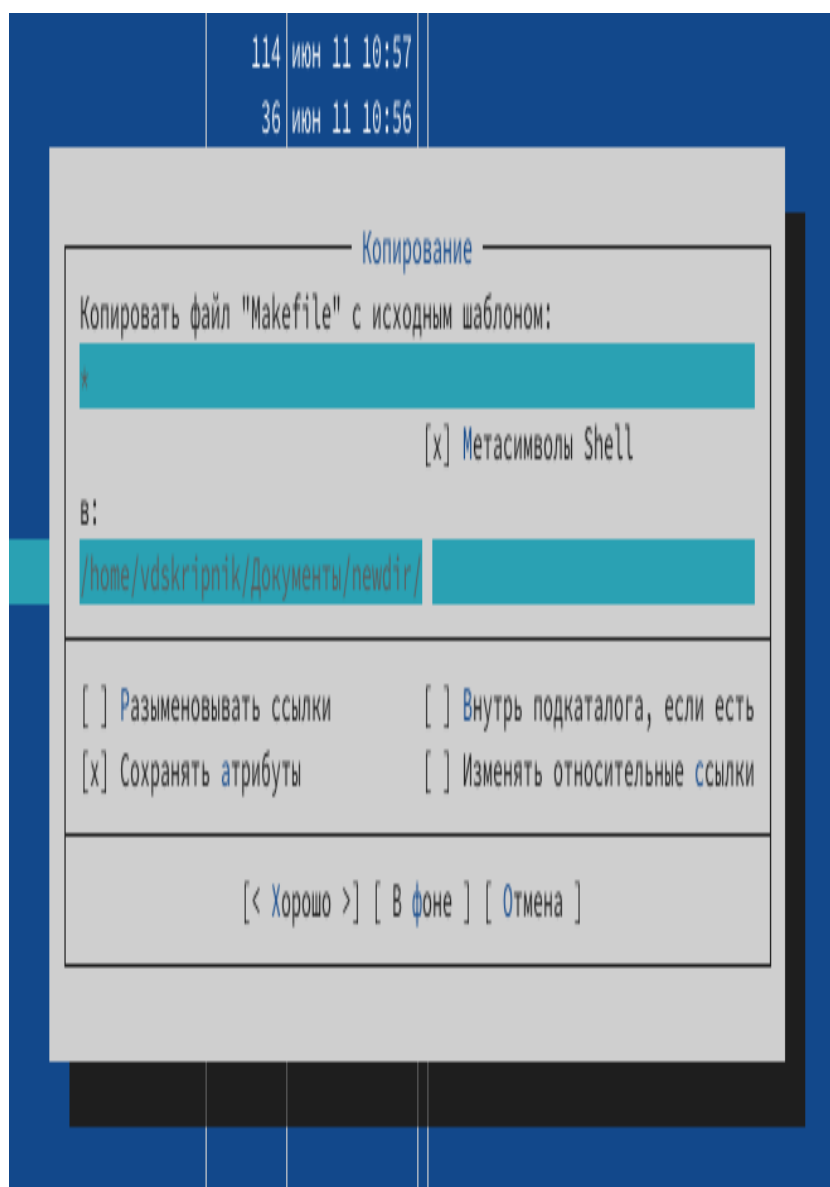 114 июн 11 10:57
36 июн 11 10:56
Копирование
Копировать файл "Makefile" с исходным шаблоном:
*
[x] Метасимволы Shell
в:
/home/vdskripnik/Документы/newdir/
[ ] Разыменовывать ссылки [ ] Внутрь подкаталога, если есть
[x] Сохранять атрибуты [ ] Изменять относительные ссылки
[< Хорошо >] [ В фоне ] [ Отмена ]